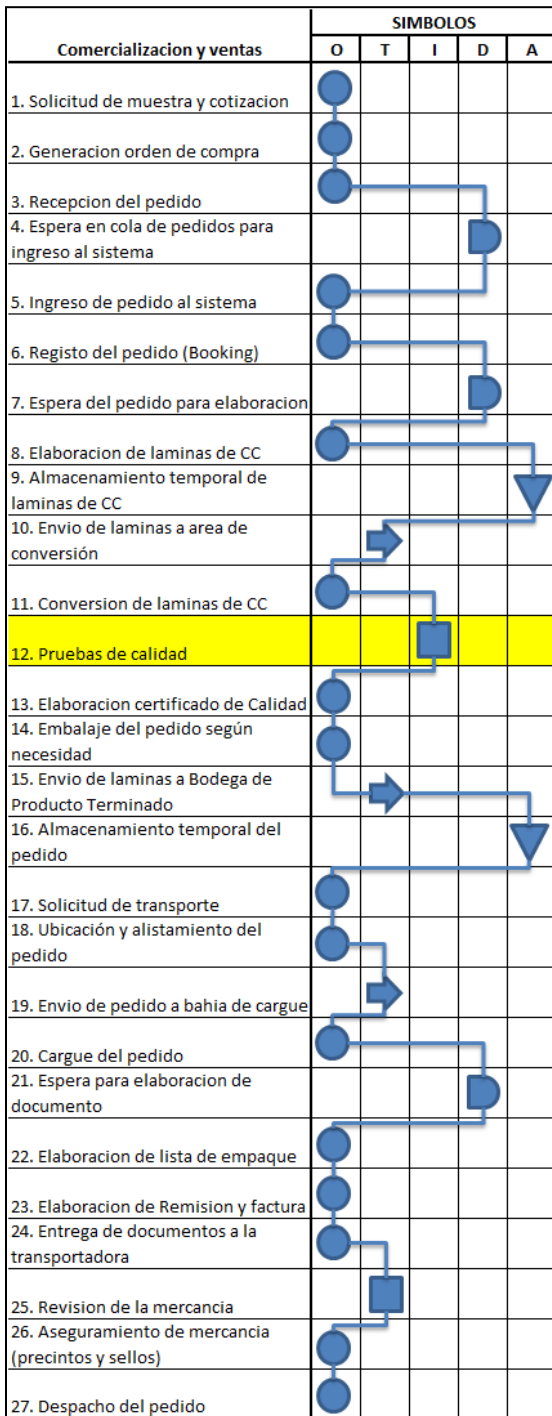 SIMBOLOS
Comercializacion y ventas O T I D A
1. Solicitud de muestra y cotizacion
2. Generacion orden de compra
3. Recepcion del pedido
4. Espera en cola de pedidos para
ingreso al sistema
5. Ingreso de pedido al sistema
6. Registo del pedido (Booking)
7. Espera del pedido para elaboracion
8. Elaboracion de laminas de CC
9. Almacenamiento temporal de
laminas de CC
10. Envio de laminas a area de
conversión
11. Conversion de laminas de CC
12. Pruebas de calidad
13. Elaboracion certificado de Calidad
14. Embalaje del pedido según
necesidad
15. Envio de laminas a Bodega de
Producto Terminado
16. Almacenamiento temporal del
pedido
17. Solicitud de transporte
18. Ubicación y alistamiento del
pedido
19. Envio de pedido a bahia de cargue
20. Cargue del pedido
21. Espera para elaboracion de
documento
22. Elaboracion de lista de empaque
23. Elaboracion de Remision y factura
24. Entrega de documentos a la
transportadora
25. Revision de la mercancia
26. Aseguramiento de mercancia
(precintos y sellos)
27. Despacho del pedido